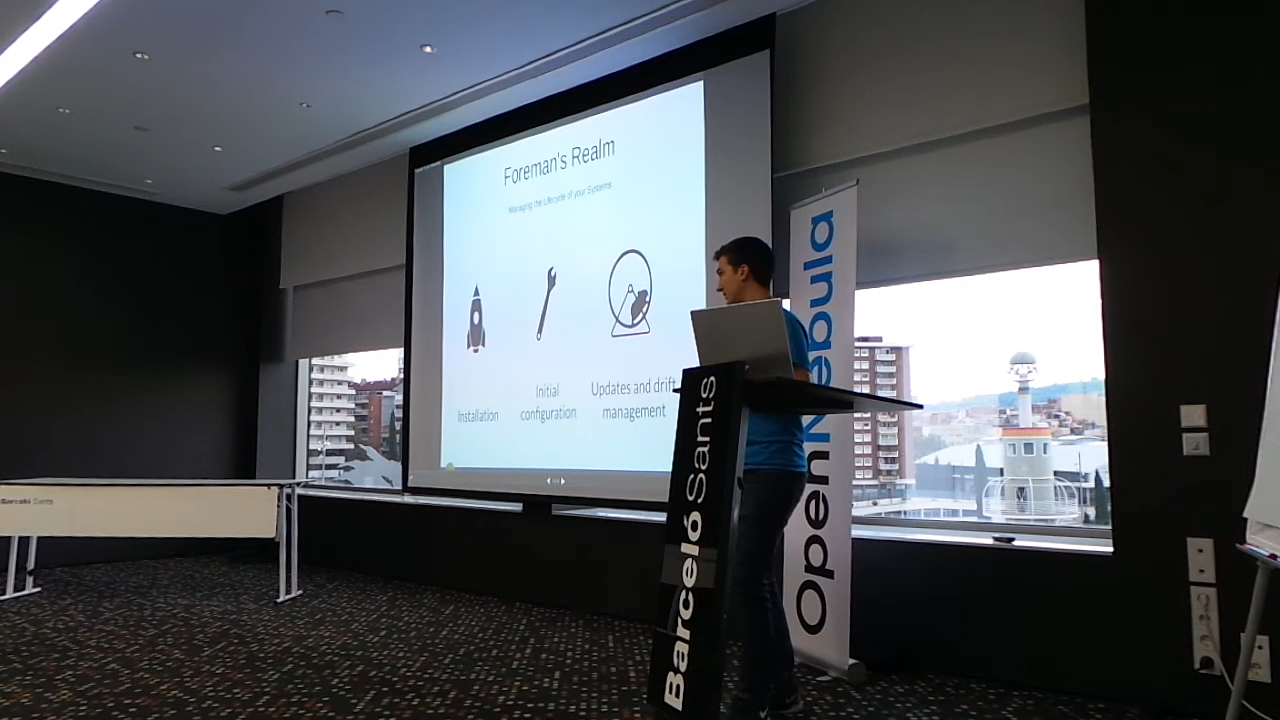 Foreman's Realm
Managing the Lifecycle of your Systems
Installation
Initial
configuration
Updates and drift
management
OpenNebula
Barceló Sants
Barceló Sants